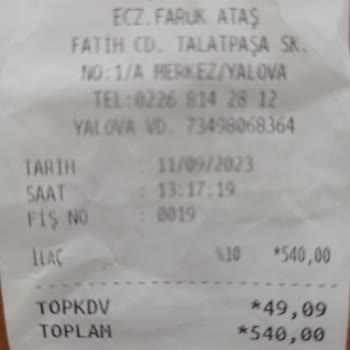 ECZ.FARUK ATAŞ
FATİH CD. TALATPAŞA SK.
NO:1/A MERKEZ/YALOVA
TEL:0226 814 28 12
YALOVA VD. 73498068364
TARİH : 11/09/2023
SAAT : 13:17:19
FİŞ NO : 0019
İLAÇ %10 *540,00
TOPKDV *49,09
TOPLAM *540,00